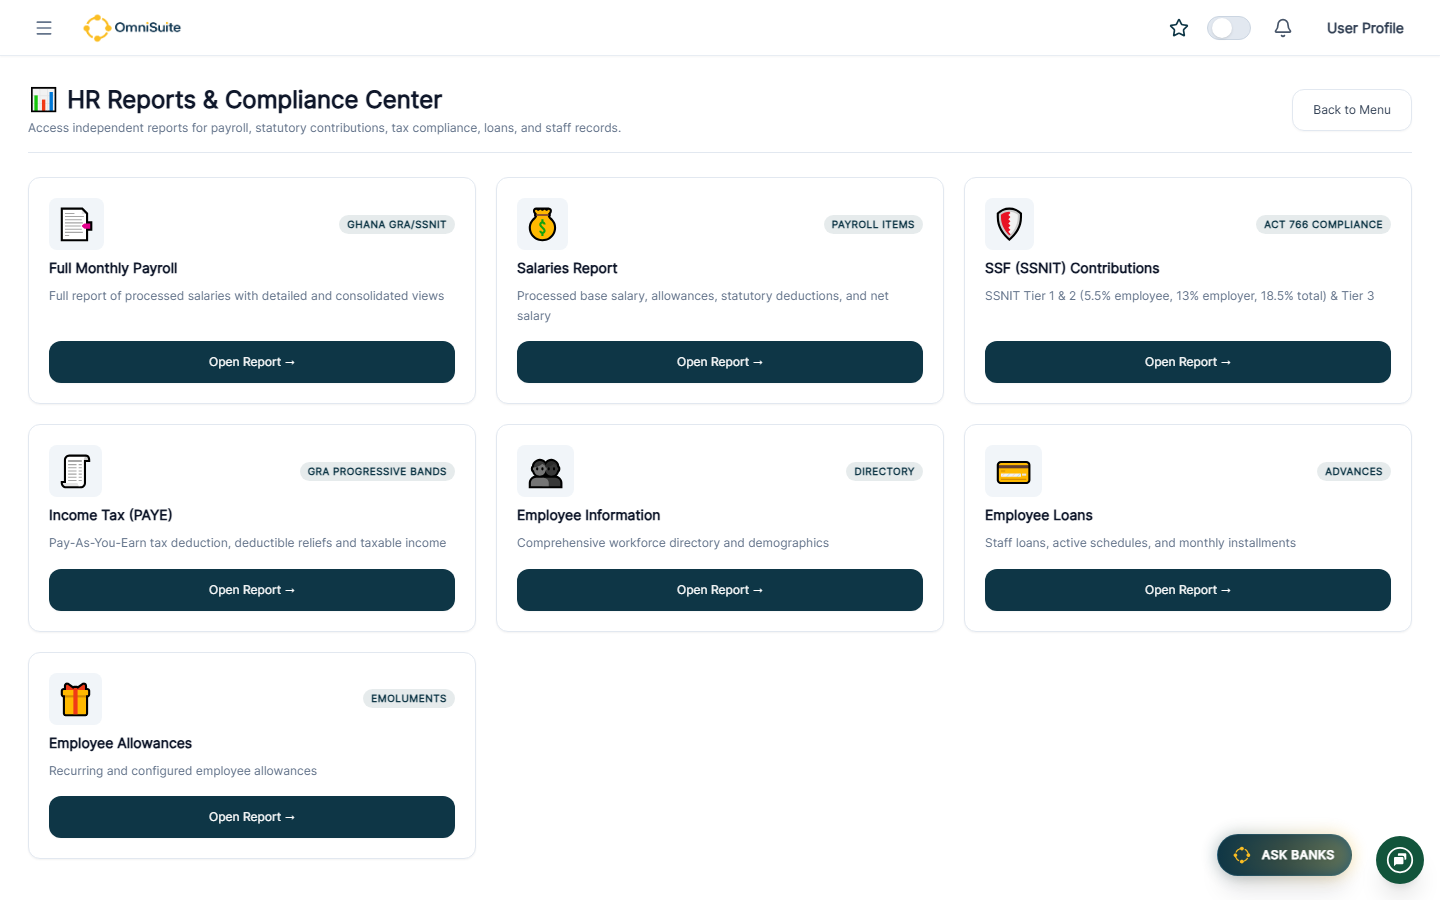 OmniSuite
User Profile
HR Reports & Compliance Center
Access independent reports for payroll, statutory contributions, tax compliance, loans, and staff records.
Back to Menu
GHANA GRA/SSNIT
Full Monthly Payroll
Full report of processed salaries with detailed and consolidated views
Open Report →
PAYROLL ITEMS
Salaries Report
Processed base salary, allowances, statutory deductions, and net
salary
Open Report →
ACT 766 COMPLIANCE
SSF (SSNIT) Contributions
SSNIT Tier 1 & 2 (5.5% employee, 13% employer, 18.5% total) & Tier 3
Open Report →
GRA PROGRESSIVE BANDS
Income Tax (PAYE)
Pay-As-You-Earn tax deduction, deductible reliefs and taxable income
Open Report →
DIRECTORY
Employee Information
Comprehensive workforce directory and demographics
Open Report →
ADVANCES
Employee Loans
Staff loans, active schedules, and monthly installments
Open Report →
EMOLUMENTS
Employee Allowances
Recurring and configured employee allowances
Open Report →
ASK BANKS